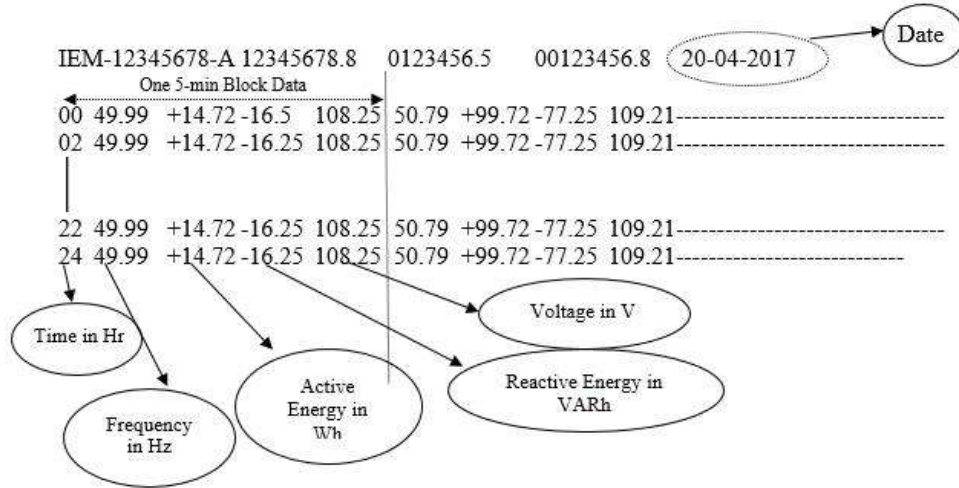 Date
IEM-12345678-A 12345678.8 0123456.5 00123456.8 20-04-2017
One 5-min Block Data
00 49.99 +14.72 -16.5 108.25 50.79 +99.72 -77.25 109.21---------------------------------
02 49.99 +14.72 -16.25 108.25 50.79 +99.72 -77.25 109.21---------------------------------
22 49.99 +14.72 -16.25 108.25 50.79 +99.72 -77.25 109.21---------------------------------
24 49.99 +14.72 -16.25 108.25 50.79 +99.72 -77.25 109.21----------------------------
Voltage in V
Time in Hr
Reactive Energy in
VARh
Active
Energy in
Wh
Frequency
in Hz